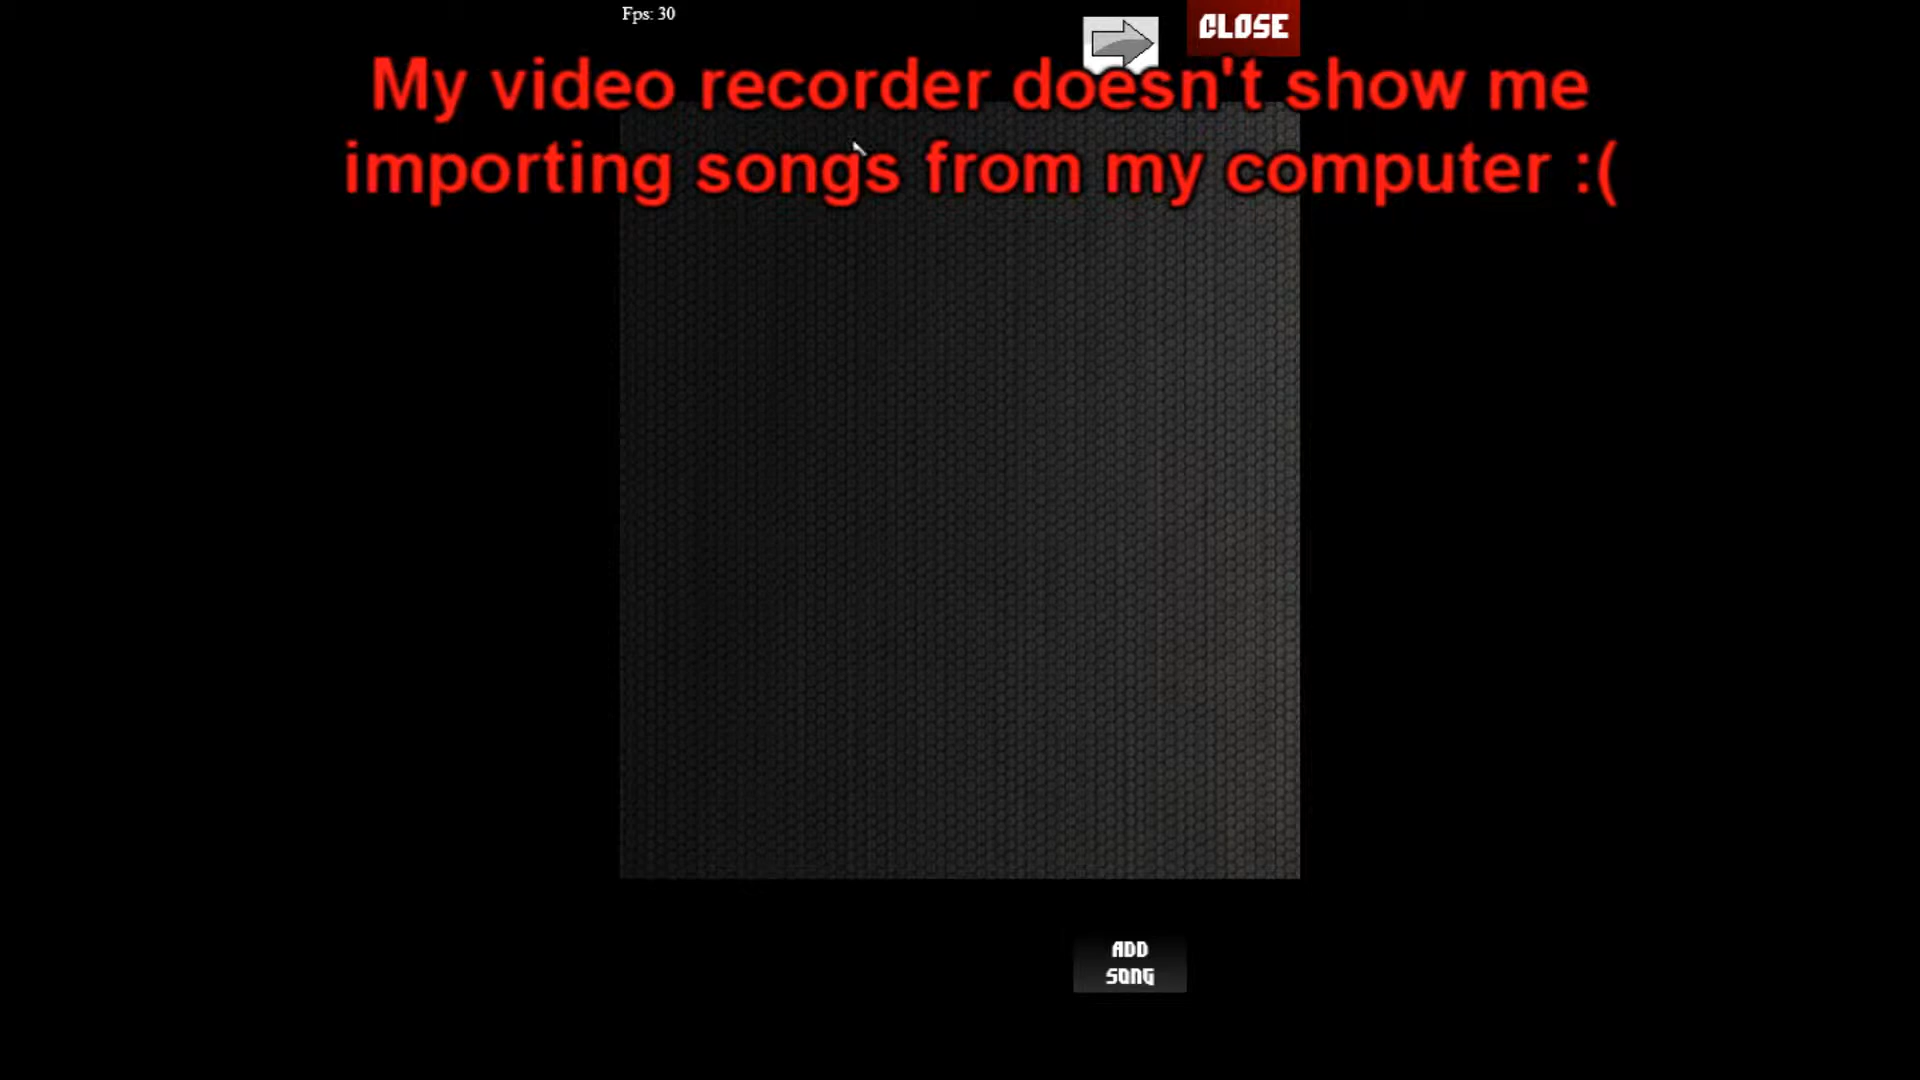 Fps: 30
CLOSE
My video recorder doesn't show me
importing songs from my computer :(
ADD
SONG